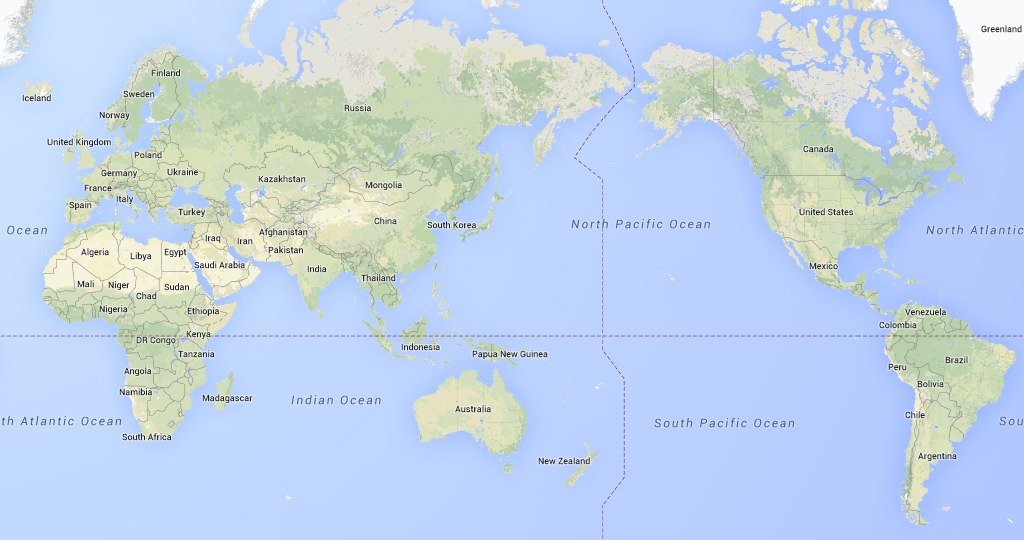 Greenland
Finland
Iceland
Sweden
Russia
Norway
United Kingdom
Canada
Poland
Germany
Ukraine
Kazakhstan
Mongolia
France
Italy
Spain
Turkey
United States
China
South Korea
North Pacific Ocean
Ocean
North Atlantic
Afghanistan
Iraq
Iran
Pakistan
Algeria
Libya
Egypt
Saudi Arabia
India
Mexico
Thailand
Mali
Niger
Sudan
Chad
Nigeria
Ethiopia
Venezuela
Colombia
Kenya
DR Congo
Indonesia
Tanzania
Papua New Guinea
Brazil
Peru
Angola
Bolivia
Namibia
Madagascar
Indian Ocean
Australia
Chile
th Atlantic Ocean
South Pacific Ocean
Sou
South Africa
Argentina
New Zealand